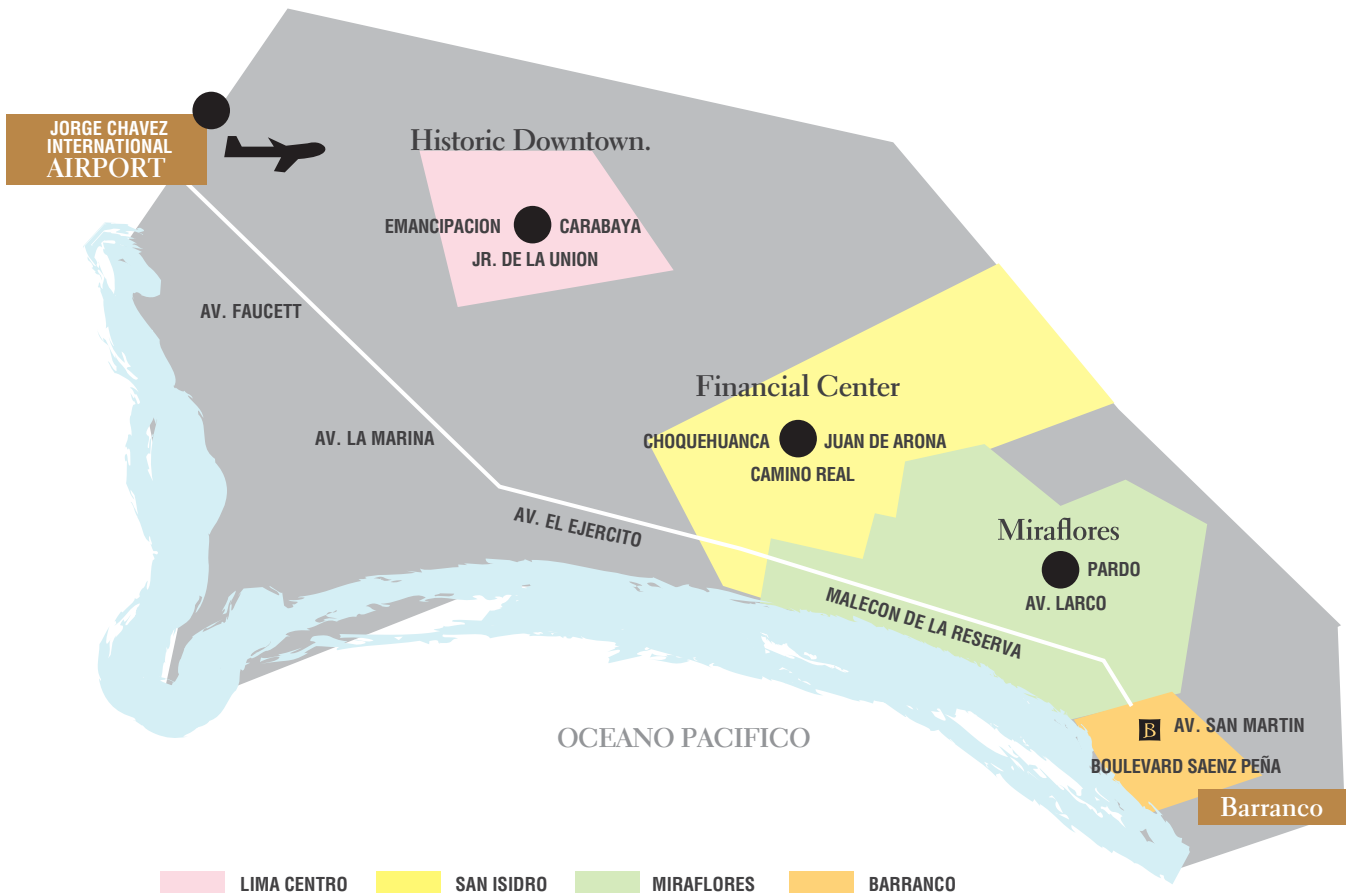 JORGE CHAVEZ
INTERNATIONAL
AIRPORT
Historic Downtown.
EMANCIPACION
CARABAYA
JR. DE LA UNION
AV. FAUCETT
AV. LA MARINA
Financial Center
CHOQUEHUANCA
JUAN DE ARONA
CAMINO REAL
AV. EL EJERCITO
Miraflores
PARDO
AV. LARCO
MALECON DE LA RESERVA
OCEANO PACIFICO
B
AV. SAN MARTIN
BOULEVARD SAENZ PEÑA
Barranco
LIMA CENTRO
SAN ISIDRO
MIRAFLORES
BARRANCO